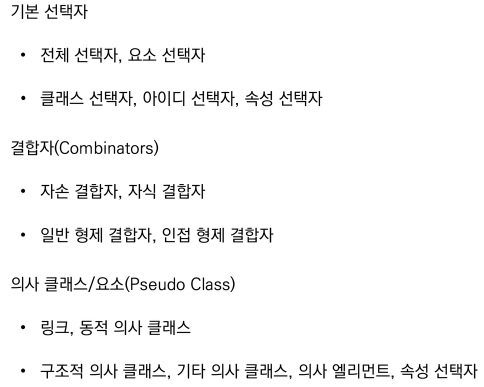 기본 선택자
• 전체 선택자, 요소 선택자
• 클래스 선택자, 아이디 선택자, 속성 선택자
결합자(Combinators)
• 자손 결합자, 자식 결합자
• 일반 형제 결합자, 인접 형제 결합자
의사 클래스/요소(Pseudo Class)
• 링크, 동적 의사 클래스
• 구조적 의사 클래스, 기타 의사 클래스, 의사 엘리먼트, 속성 선택자